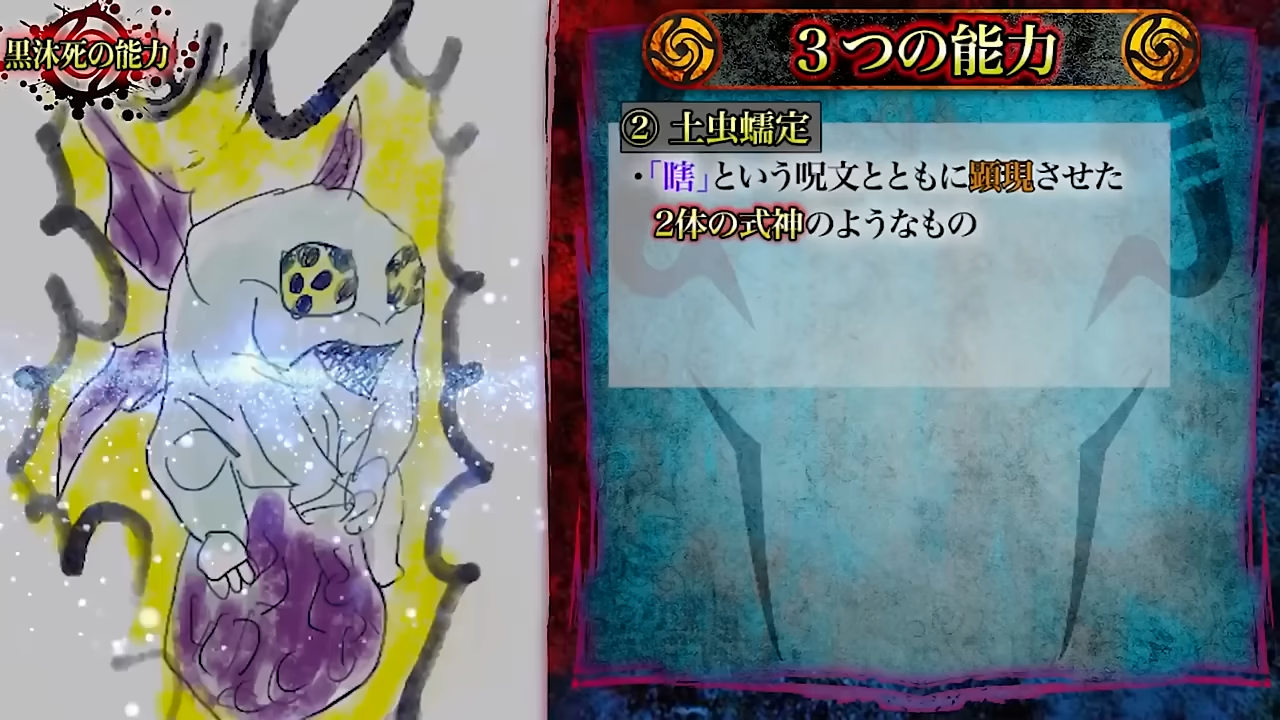 黒沐死の能力
３つの能力
② 土虫蠕定
・「瞎」という呪文とともに顕現させた
2体の式神のようなもの